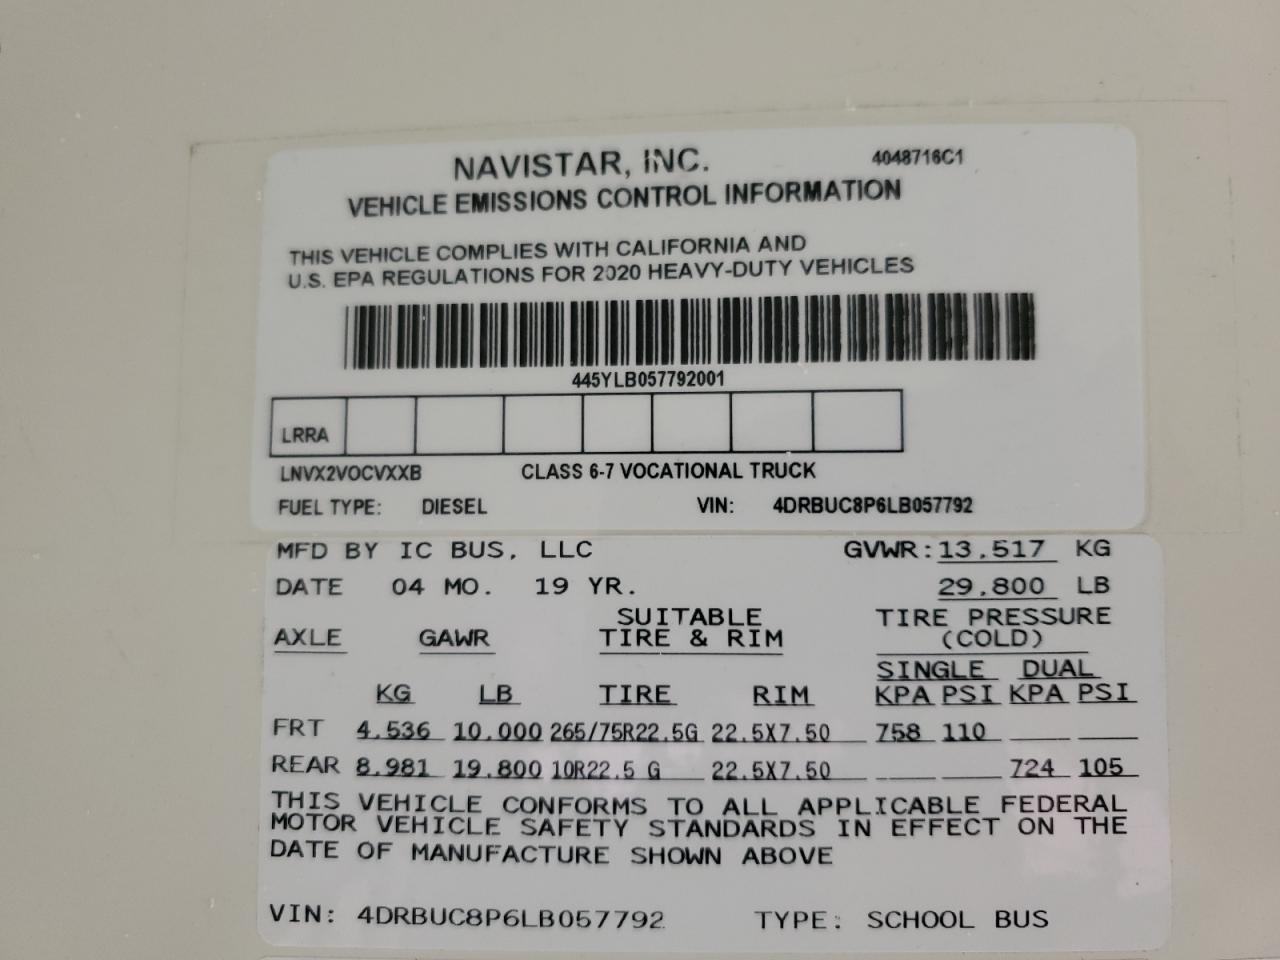 NAVISTAR, INC. 4048716C1
VEHICLE EMISSIONS CONTROL INFORMATION
THIS VEHICLE COMPLIES WITH CALIFORNIA AND
U.S. EPA REGULATIONS FOR 2020 HEAVY-DUTY VEHICLES
445YLB057792001
LRRA
LNVX2VOCVXXB CLASS 6-7 VOCATIONAL TRUCK
FUEL TYPE: DIESEL VIN: 4DRBUC8P6LB057792
MFD BY IC BUS, LLC GVWR: 13,517 KG
DATE 04 MO. 19 YR. 29,800 LB
SUITABLE TIRE PRESSURE
AXLE GAWR TIRE & RIM (COLD)
SINGLE DUAL
KG LB TIRE RIM KPA PSI KPA PSI
FRT 4,536 10,000 265/75R22.5G 22.5X7.50 758 110
REAR 8,981 19,800 10R22.5 G 22.5X7.50 724 105
THIS VEHICLE CONFORMS TO ALL APPLICABLE FEDERAL
MOTOR VEHICLE SAFETY STANDARDS IN EFFECT ON THE
DATE OF MANUFACTURE SHOWN ABOVE
VIN: 4DRBUC8P6LB057792 TYPE: SCHOOL BUS